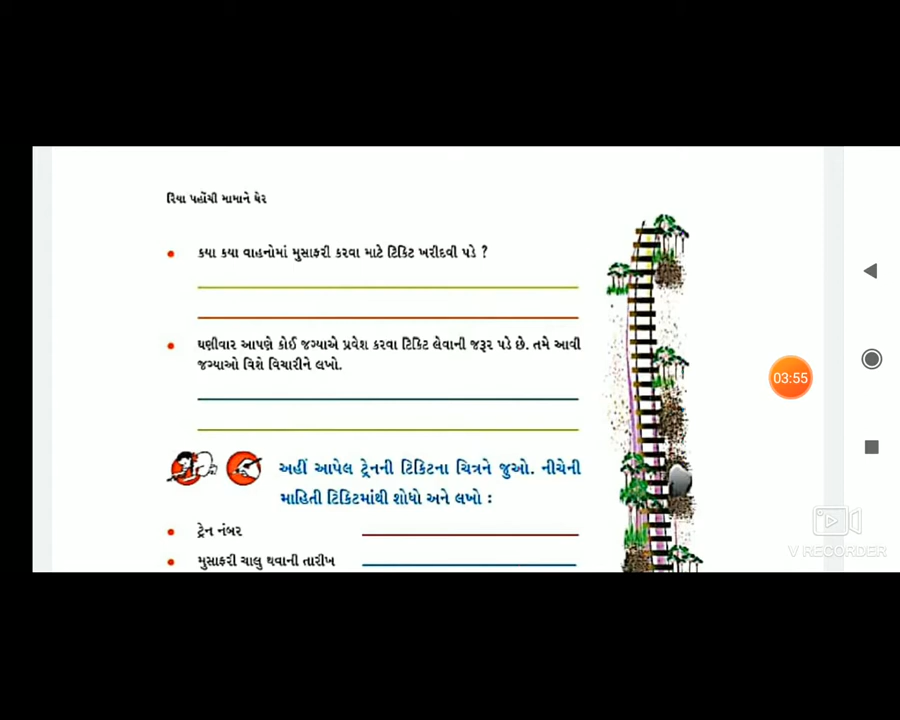 રિયા પહોંચી મામાને ઘેર
કયા કયા વાહનોમાં મુસાફરી કરવા માટે ટિકિટ ખરીદવી પડે ?
ઘણીવાર આપણે કોઈ જગ્યાએ પ્રવેશ કરવા ટિકિટ લેવાની જરૂર પડે છે. તમે આવી
જગ્યાઓ વિશે વિચારીને લખો.
03:55
અહીં આપેલ ટ્રેનની ટિકિટના ચિત્રને જુઓ. નીચેની
માહિતી ટિકિટમાંથી શોધો અને લખો :
ટ્રેન નંબર
V RECORDER
મુસાફરી ચાલુ થવાની તારીખ